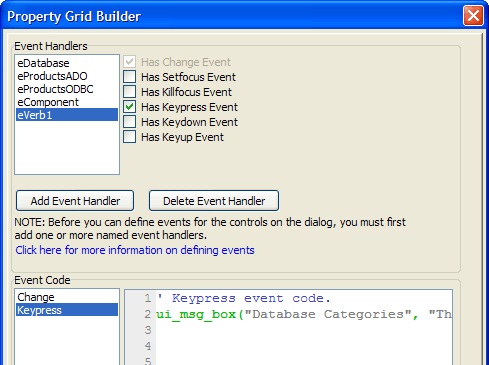 Property Grid Builder
Event Handlers
eDatabase
eProductsADO
eProductsODBC
eComponent
eVerb1
Has Change Event
Has Setfocus Event
Has Killfocus Event
Has Keypress Event
Has Keydown Event
Has Keyup Event
Add Event Handler
Delete Event Handler
NOTE: Before you can define events for the controls on the dialog, you must first
add one or more named event handlers.
Click here for more information on defining events
Event Code
Change
Keypress
1 ' Keypress event code.
2 ui_msg_box("Database Categories", "Th
3
4
5